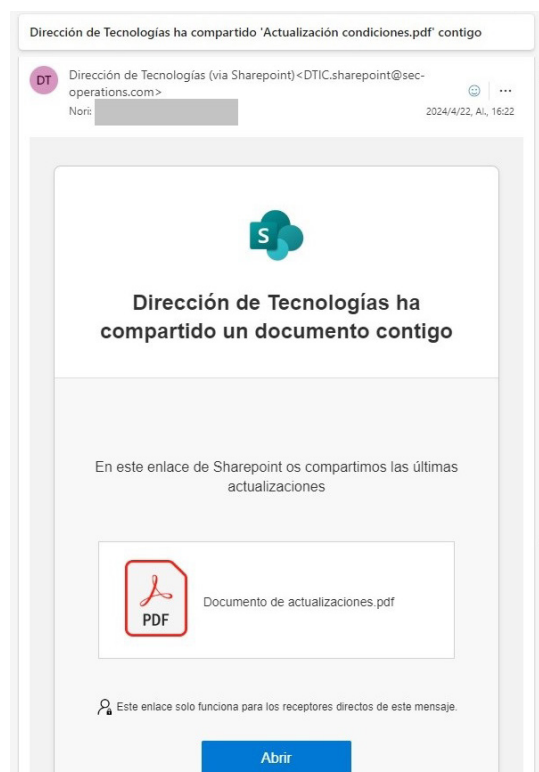 Dirección de Tecnologías ha compartido 'Actualización condiciones.pdf' contigo
DT
Dirección de Tecnologías (via Sharepoint)<DTIC.sharepoint@sec-
operations.com>
Nori:
2024/4/22, AL, 16:22
S
Dirección de Tecnologías ha
compartido un documento contigo
En este enlace de Sharepoint os compartimos las últimas
actualizaciones
PDF
Documento de actualizaciones.pdf
Este enlace solo funciona para los receptores directos de este mensaje.
Abrir